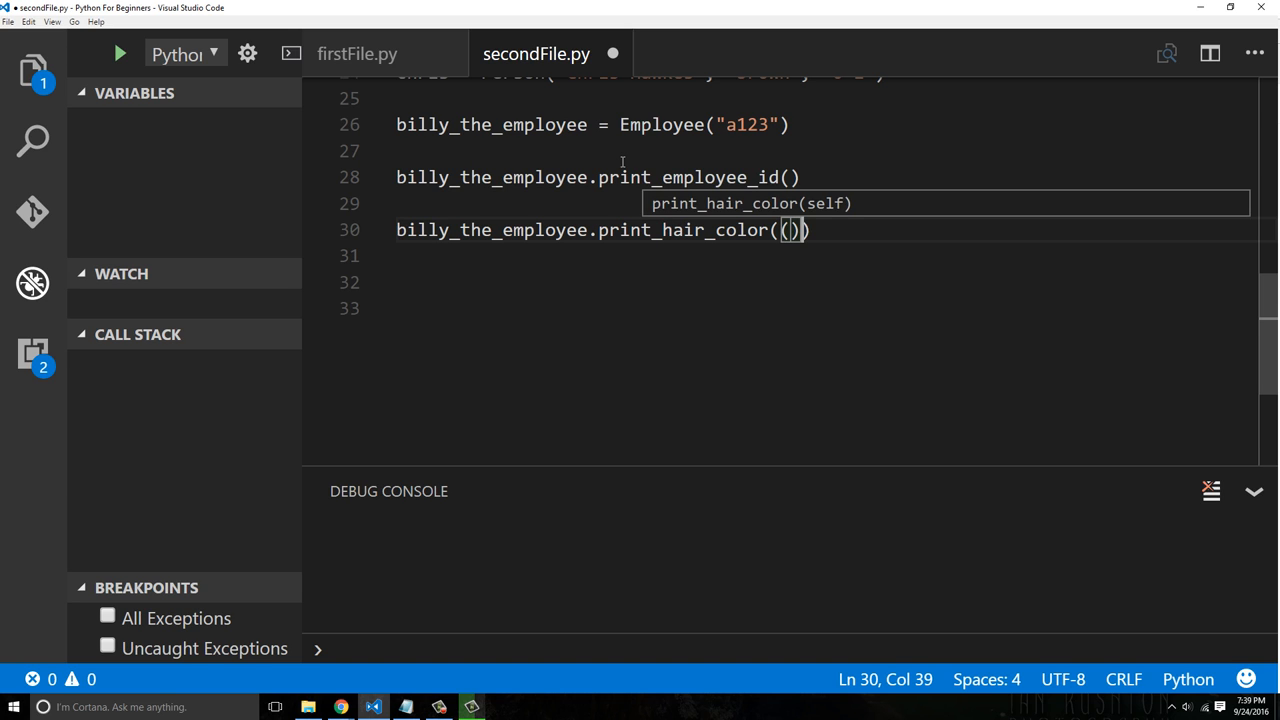 secondFile.py - Python For Beginners - Visual Studio Code
File Edit View Go Help
1
2
Pythor
firstFile.py
secondFile.py
VARIABLES
WATCH
CALL STACK
BREAKPOINTS
All Exceptions
Uncaught Exceptions
25
26 billy_the_employee = Employee("a123")
27
28 billy_the_employee.print_employee_id()
29
print_hair_color(self)
30 billy_the_employee.print_hair_color(())
31
32
33
DEBUG CONSOLE
0 0
Ln 30, Col 39 Spaces: 4 UTF-8 CRLF Python
I'm Cortana. Ask me anything.
7:39 PM
9/24/2016